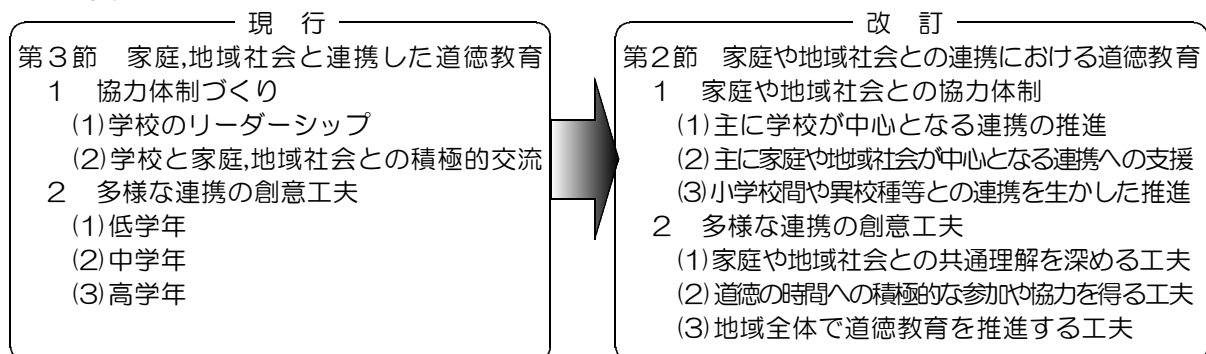 現 行
第3節 家庭,地域社会と連携した道徳教育
1 協力体制づくり
(1)学校のリーダーシップ
(2)学校と家庭,地域社会との積極的交流
2 多様な連携の創意工夫
(1)低学年
(2)中学年
(3)高学年
改 訂
第2節 家庭や地域社会との連携における道徳教育
1 家庭や地域社会との協力体制
(1)主に学校が中心となる連携の推進
(2)主に家庭や地域社会が中心となる連携への支援
(3)小学校間や異校種等との連携を生かした推進
2 多様な連携の創意工夫
(1)家庭や地域社会との共通理解を深める工夫
(2)道徳の時間への積極的な参加や協力を得る工夫
(3)地域全体で道徳教育を推進する工夫